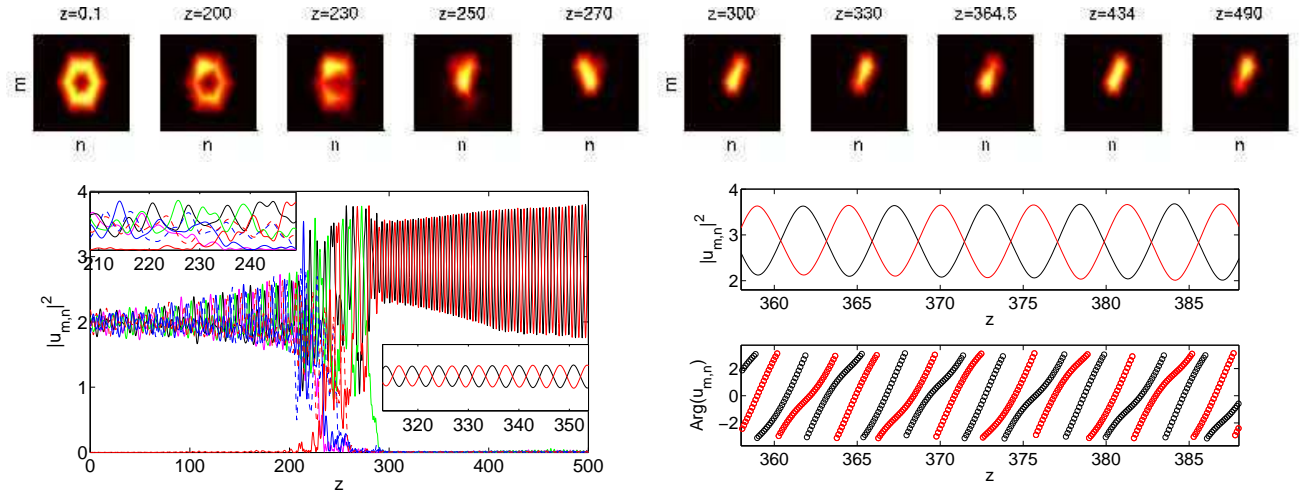 z=0.1 z=200 z=230 z=250 z=270 z=300 z=330 z=364.5 z=434 z=490
m m
n n n n n n n n n n
4
3
2
1
0
|u_{m,n}|^2
210 220 230 240
320 330 340 350
0 100 200 300 400 500
z
4
3
2
|u_{m,n}|^2
360 365 370 375 380 385
z
2
0
−2
Arg(u_{m,n})
360 365 370 375 380 385
z